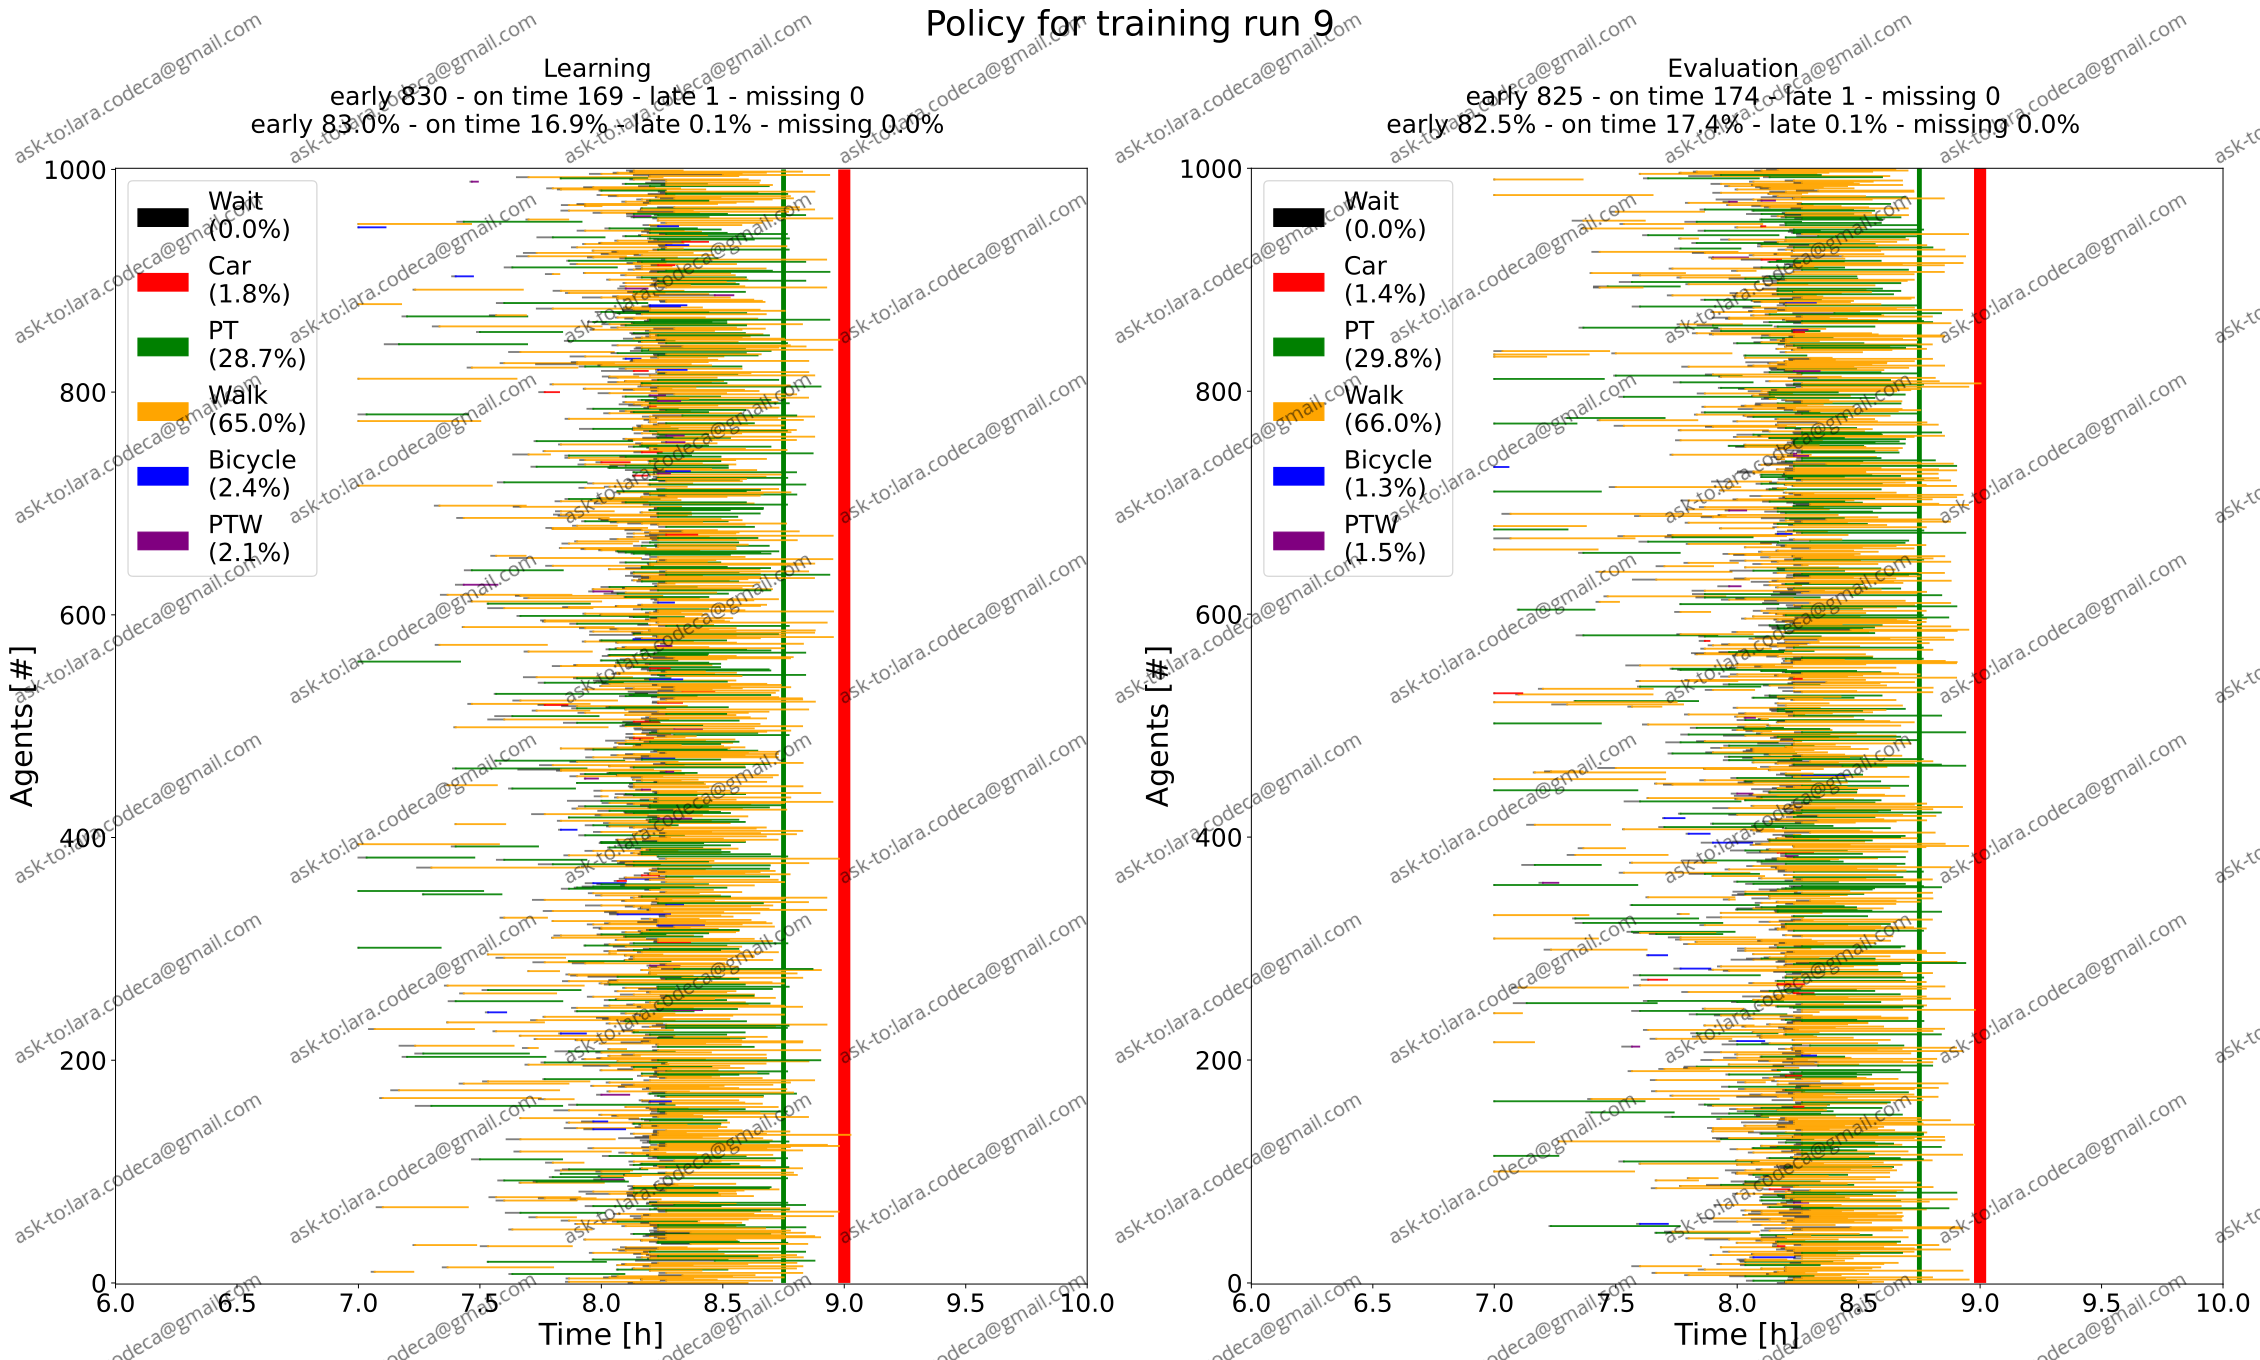 Policy for training run 9
Learning
early 830 - on time 169 - late 1 - missing 0
early 83.0% - on time 16.9% - late 0.1% - missing 0.0%
1000
800
600
400
200
0
Agents [#]
Wait
(0.0%)
Car
(1.8%)
PT
(28.7%)
Walk
(65.0%)
Bicycle
(2.4%)
PTW
(2.1%)
6.0 6.5 7.0 7.5 8.0 8.5 9.0 9.5 10.0
Time [h]
Evaluation
early 825 - on time 174 - late 1 - missing 0
early 82.5% - on time 17.4% - late 0.1% - missing 0.0%
1000
800
600
400
200
0
Agents [#]
Wait
(0.0%)
Car
(1.4%)
PT
(29.8%)
Walk
(66.0%)
Bicycle
(1.3%)
PTW
(1.5%)
6.0 6.5 7.0 7.5 8.0 8.5 9.0 9.5 10.0
Time [h]
ask-to:lara.codeca@gmail.com